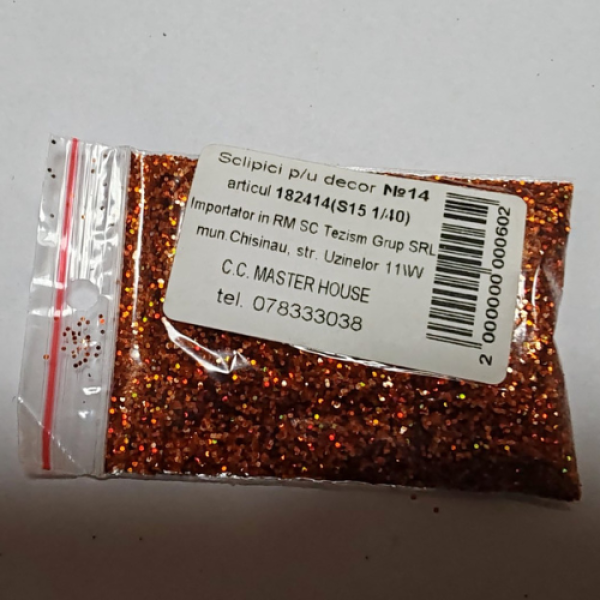 Sclipici p/u decor №14
articul 182414(S15 1/40)
Importator in RM SC Tezism Grup SRL
mun.Chisinau, str. Uzinelor 11\W
C.C. MASTER HOUSE
tel. 078333038
2 000000 000602